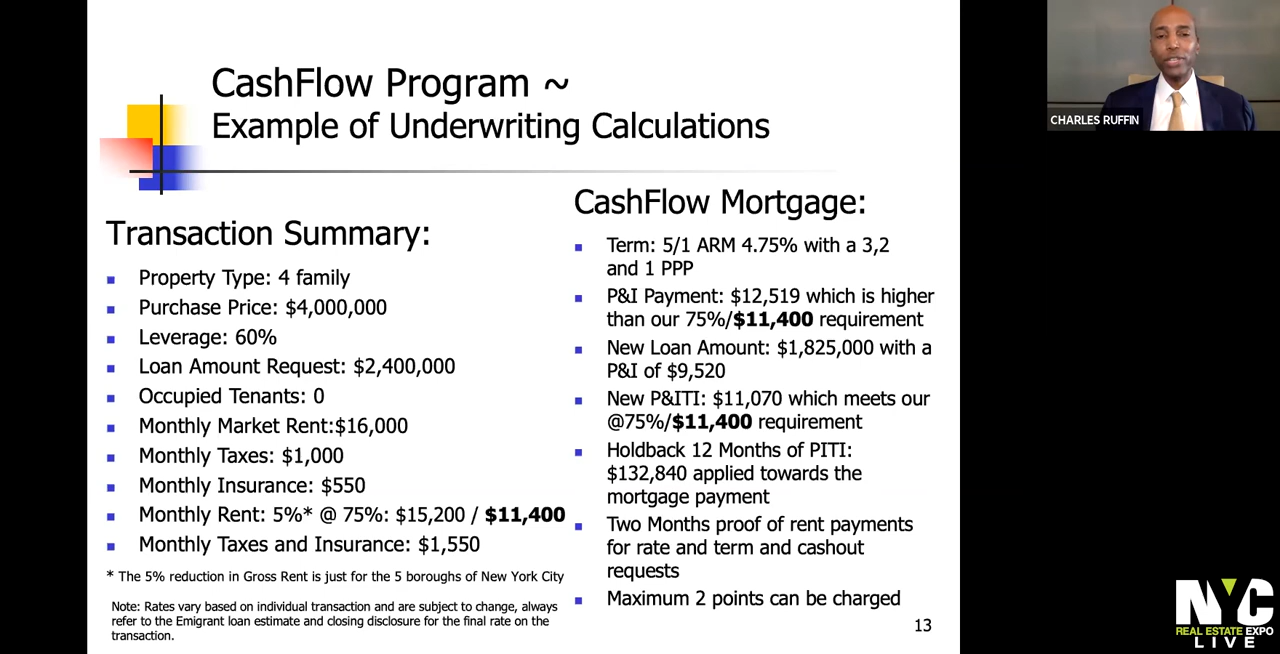 CashFlow Program ~
Example of Underwriting Calculations
Transaction Summary:
Property Type: 4 family
Purchase Price: $4,000,000
Leverage: 60%
Loan Amount Request: $2,400,000
Occupied Tenants: 0
Monthly Market Rent:$16,000
Monthly Taxes: $1,000
Monthly Insurance: $550
Monthly Rent: 5%* @ 75%: $15,200 / $11,400
Monthly Taxes and Insurance: $1,550
* The 5% reduction in Gross Rent is just for the 5 boroughs of New York City
Note: Rates vary based on individual transaction and are subject to change, always
refer to the Emigrant loan estimate and closing disclosure for the final rate on the
transaction.
CashFlow Mortgage:
Term: 5/1 ARM 4.75% with a 3,2
and 1 PPP
P&I Payment: $12,519 which is higher
than our 75%/$11,400 requirement
New Loan Amount: $1,825,000 with a
P&I of $9,520
New P&ITI: $11,070 which meets our
@75%/$11,400 requirement
Holdback 12 Months of PITI:
$132,840 applied towards the
mortgage payment
Two Months proof of rent payments
for rate and term and cashout
requests
Maximum 2 points can be charged
13
CHARLES RUFFIN
NYC
REAL ESTATE EXPO
LIVE